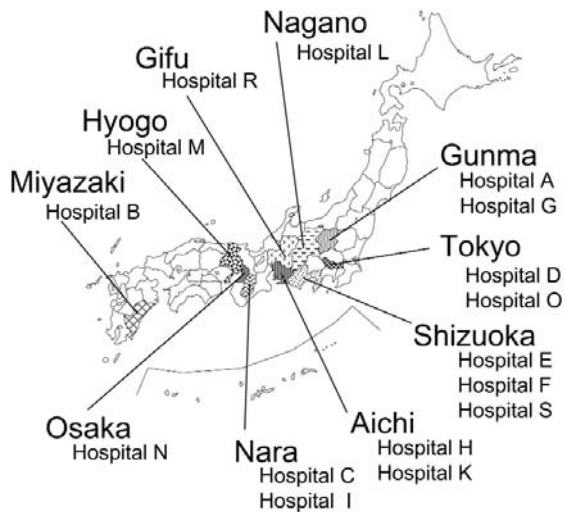 Nagano
Hospital L
Gifu
Hospital R
Hyogo
Hospital M
Miyazaki
Hospital B
Gunma
Hospital A
Hospital G
Tokyo
Hospital D
Hospital O
Shizuoka
Hospital E
Hospital F
Hospital S
Aichi
Hospital H
Hospital K
Nara
Hospital C
Hospital I
Osaka
Hospital N